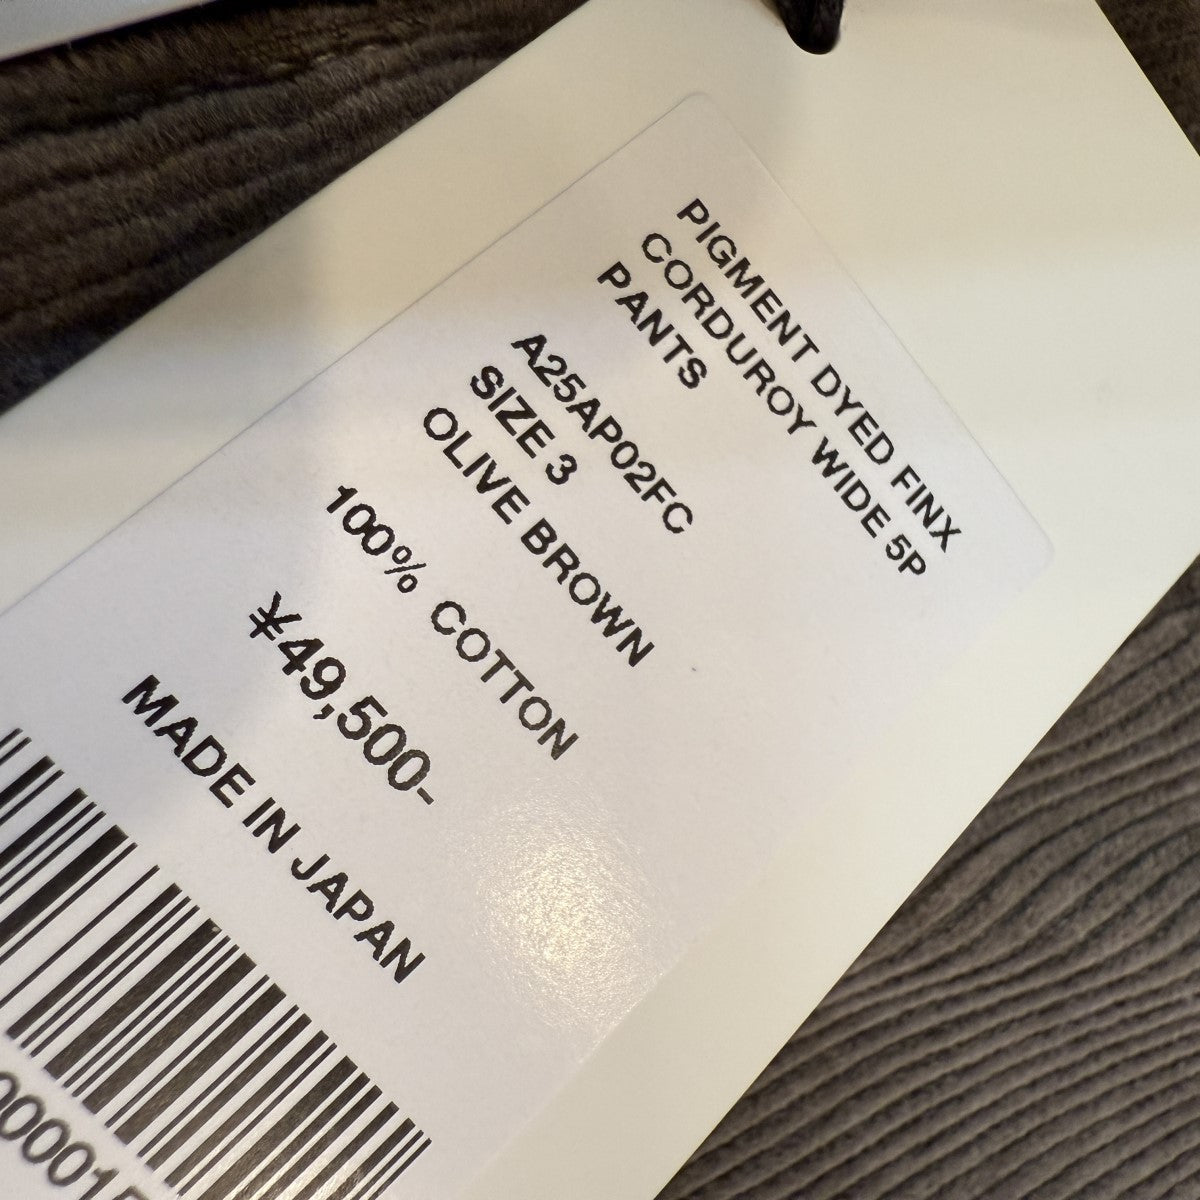 PIGMENT DYED FINX
CORDUROY WIDE 5P
PANTS
A25AP02FC
SIZE 3
OLIVE BROWN
100% COTTON
¥49,500-
MADE IN JAPAN